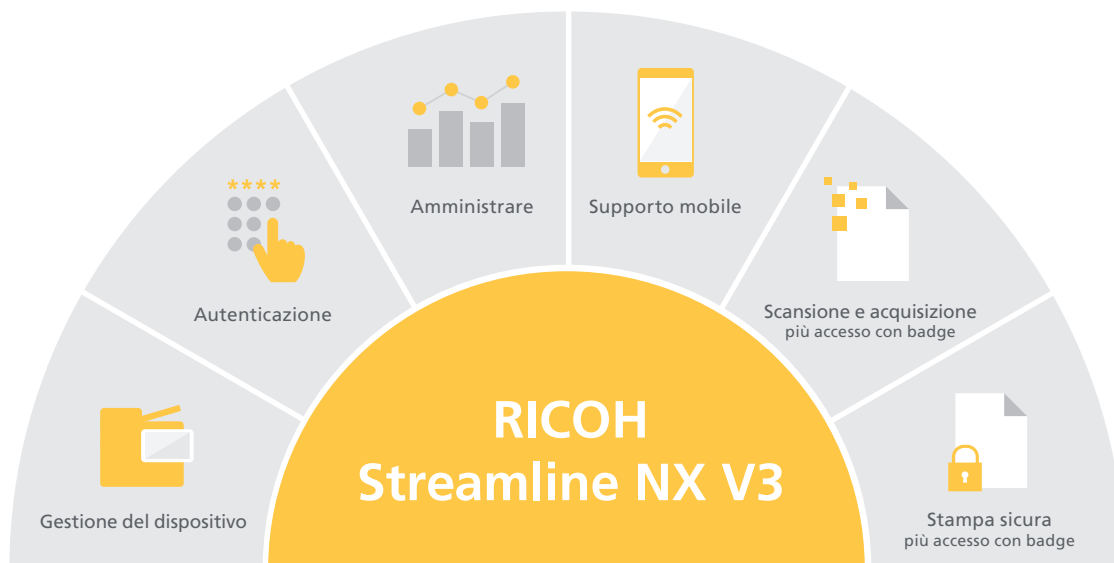 Gestione del dispositivo
Autenticazione
****
Amministrare
Supporto mobile
Scansione e acquisizione
più accesso con badge
Stampa sicura
più accesso con badge
RICOH
Streamline NX V3